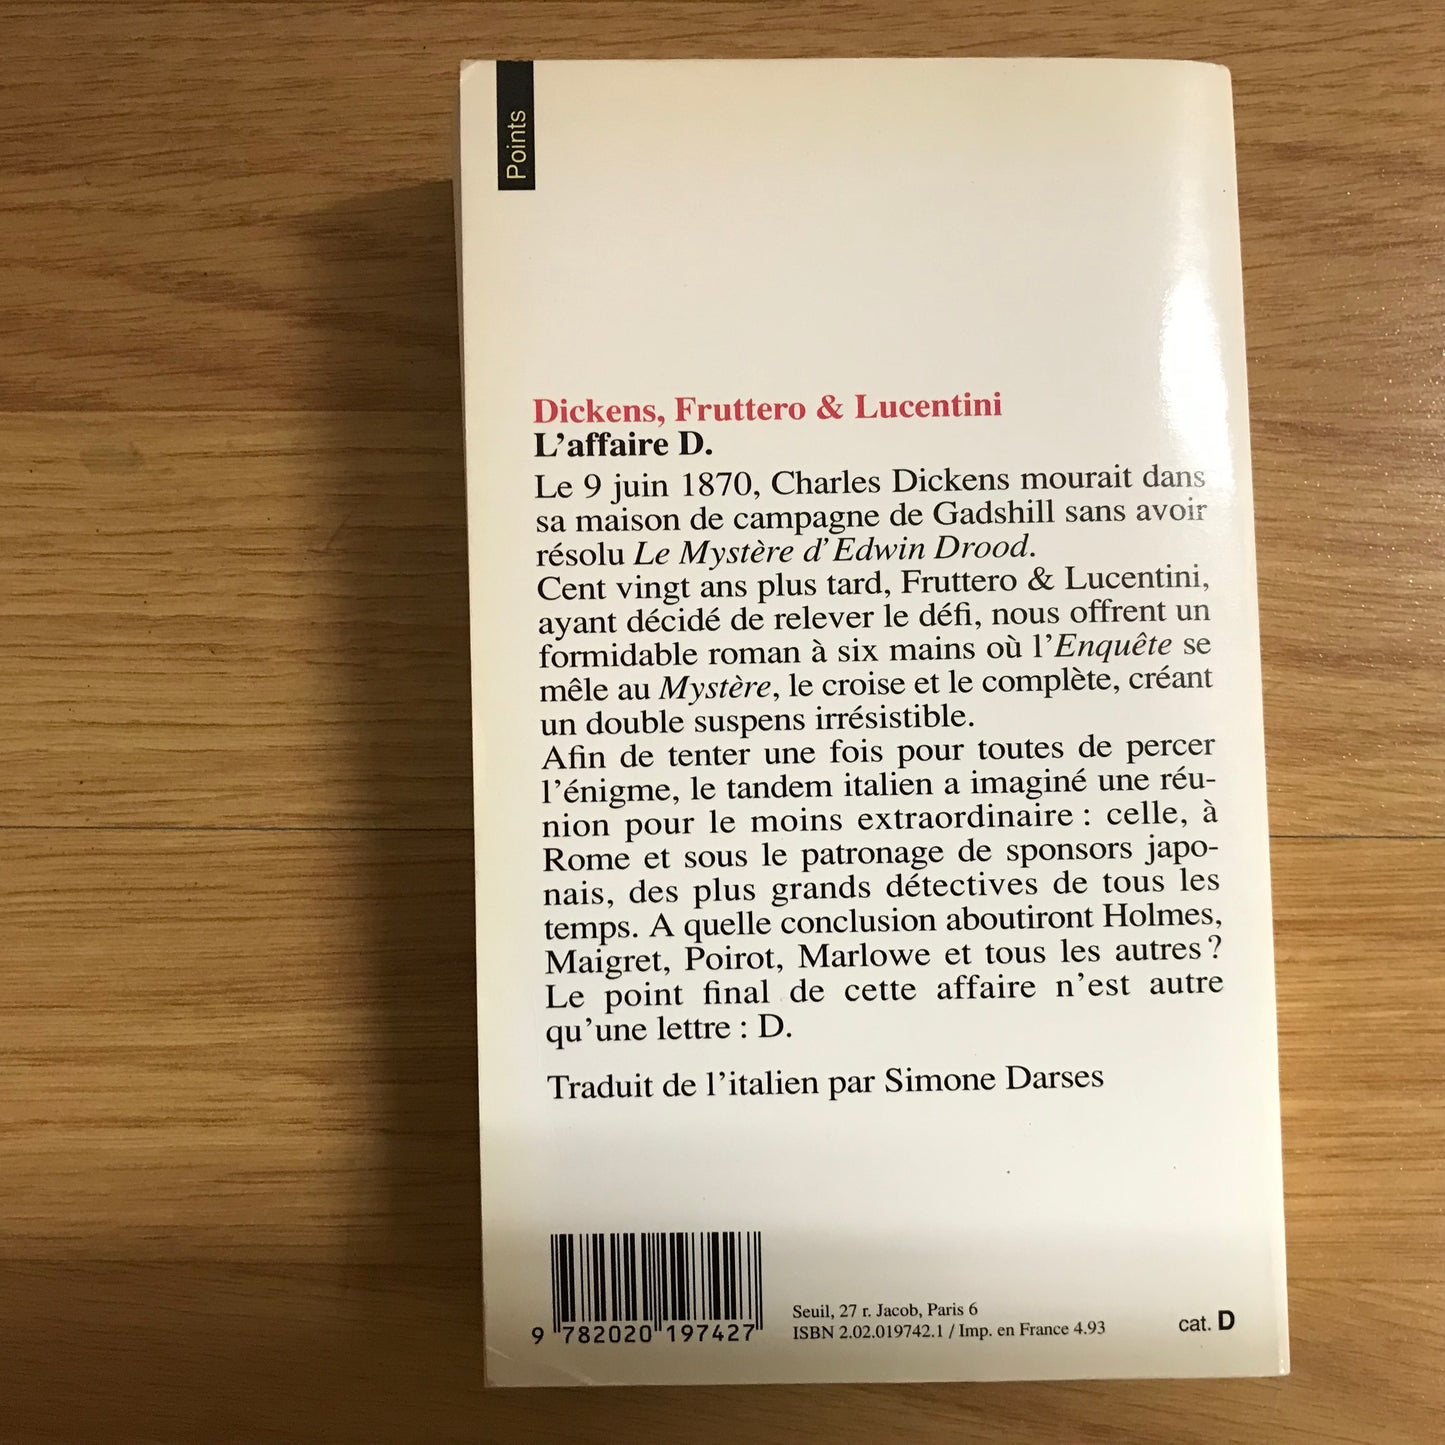 Points
Dickens, Fruttero & Lucentini
L'affaire D.
Le 9 juin 1870, Charles Dickens mourait dans
sa maison de campagne de Gadshill sans avoir
résolu Le Mystère d'Edwin Drood.
Cent vingt ans plus tard, Fruttero & Lucentini,
ayant décidé de relever le défi, nous offrent un
formidable roman à six mains où l'Enquête se
mêle au Mystère, le croise et le complète, créant
un double suspens irrésistible.
Afin de tenter une fois pour toutes de percer
l'énigme, le tandem italien a imaginé une réu-
nion pour le moins extraordinaire : celle, à
Rome et sous le patronage de sponsors japo-
nais, des plus grands détectives de tous les
temps. A quelle conclusion aboutiront Holmes,
Maigret, Poirot, Marlowe et tous les autres ?
Le point final de cette affaire n'est autre
qu'une lettre : D.
Traduit de l'italien par Simone Darses
9 782020 197427
Seuil, 27 r. Jacob, Paris 6
ISBN 2.02.019742.1 / Imp. en France 4.93
cat. D